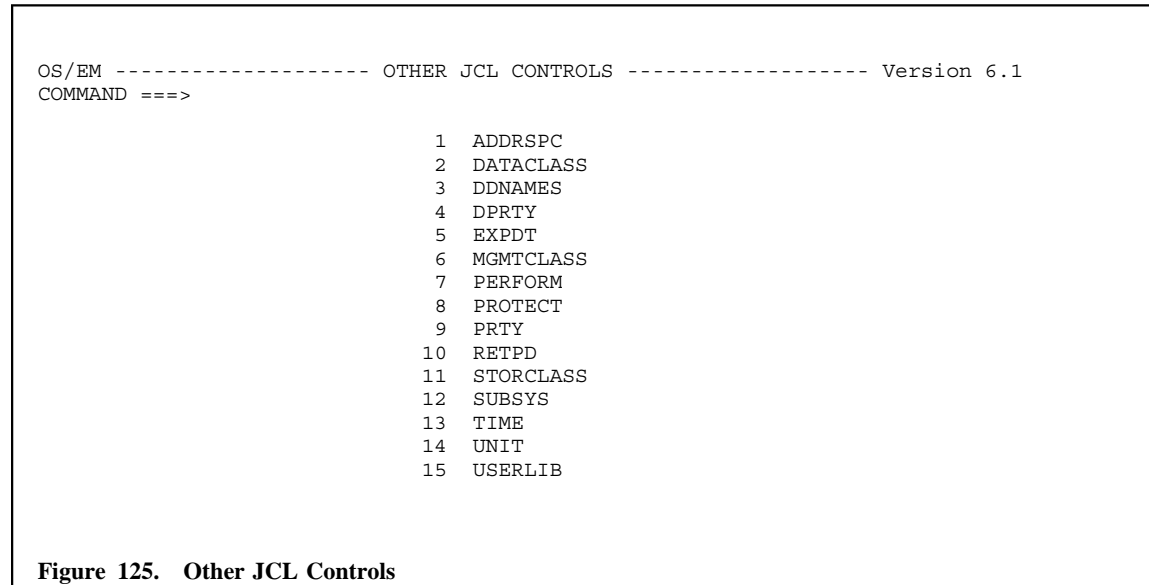 OS/EM -------------------- OTHER JCL CONTROLS ------------------- Version 6.1
COMMAND ===>
1 ADDRSPC
2 DATACLASS
3 DDNAMES
4 DPRTY
5 EXPDT
6 MGMTCLASS
7 PERFORM
8 PROTECT
9 PRTY
10 RETPD
11 STORCLASS
12 SUBSYS
13 TIME
14 UNIT
15 USERLIB
Figure 125. Other JCL Controls